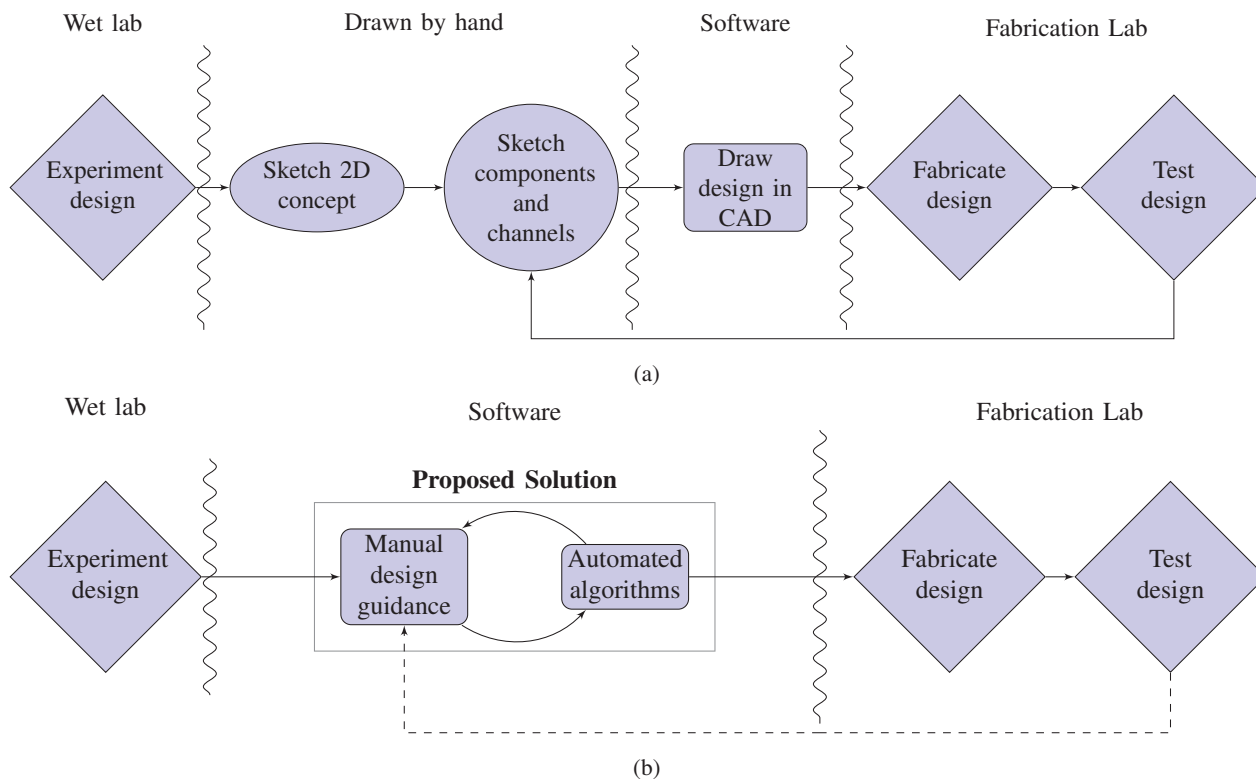 Wet lab
Drawn by hand
Software
Fabrication Lab
Experiment
design
Sketch 2D
concept
Sketch
components
and
channels
Draw
design in
CAD
Fabricate
design
Test
design
(a)
Wet lab
Software
Fabrication Lab
Proposed Solution
Experiment
design
Manual
design
guidance
Automated
algorithms
Fabricate
design
Test
design
(b)